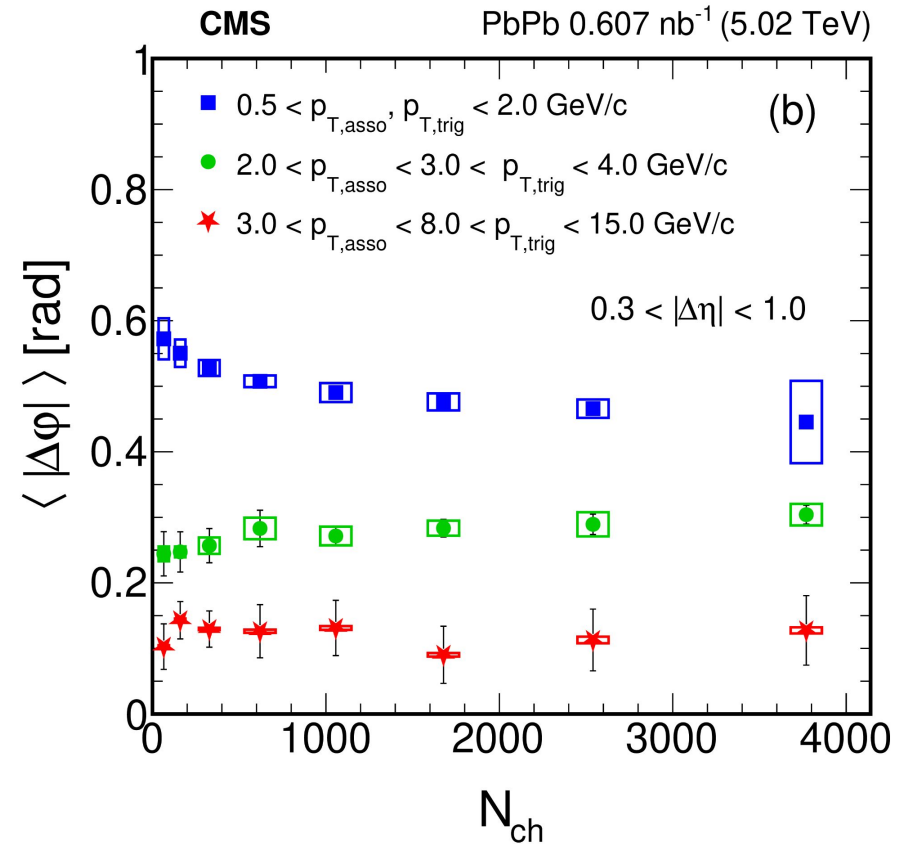 CMS PbPb 0.607 nb⁻¹ (5.02 TeV)
(b)
0.5 < p_T,asso, p_T,trig < 2.0 GeV/c
2.0 < p_T,asso < 3.0 < p_T,trig < 4.0 GeV/c
3.0 < p_T,asso < 8.0 < p_T,trig < 15.0 GeV/c
0.3 < |Δη| < 1.0
⟨ |Δφ| ⟩ [rad]
1
0.8
0.6
0.4
0.2
0
0 1000 2000 3000 4000
N_ch